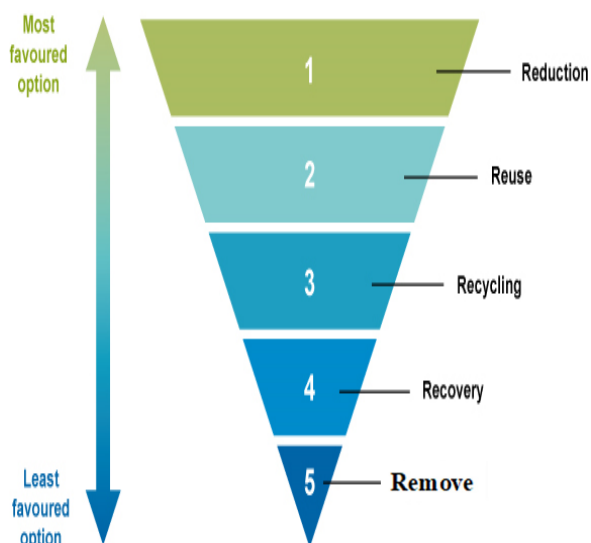 Most
favoured
option
1
Reduction
2
Reuse
3
Recycling
4
Recovery
5
Remove
Least
favoured
option